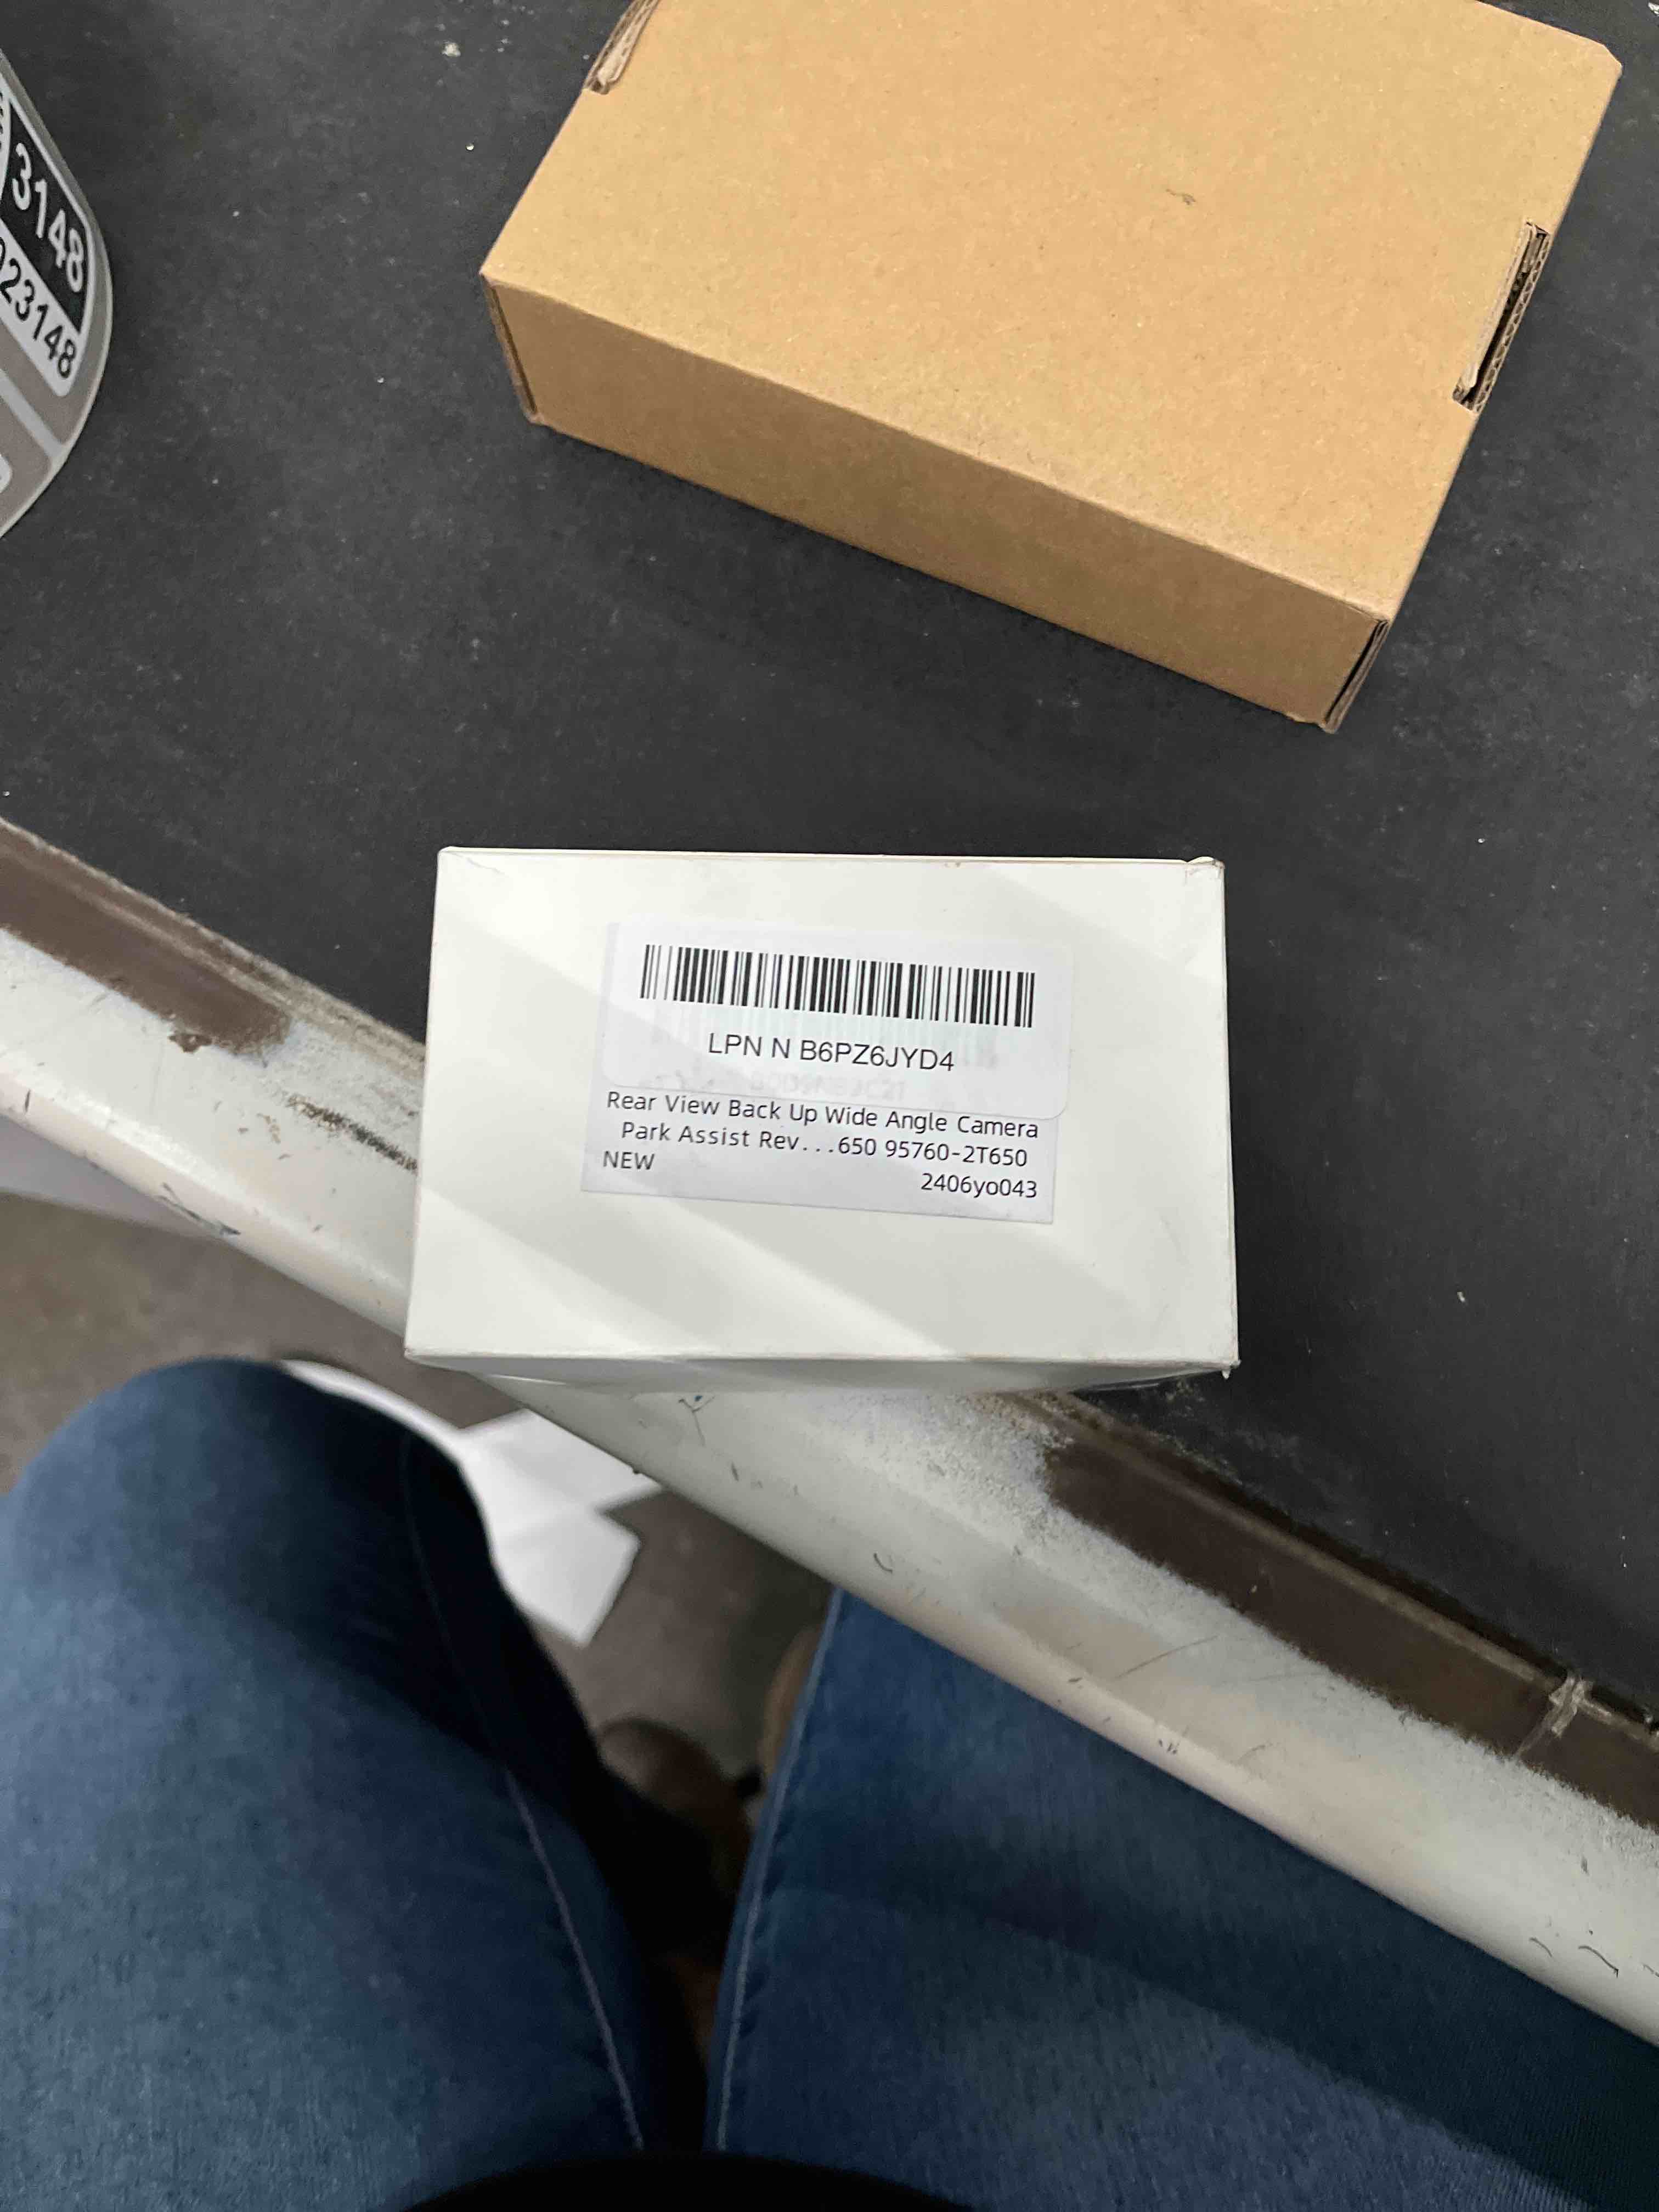 3148
23148
LPN N B6PZ6JYD4
Rear View Back Up Wide Angle Camera
Park Assist Rev...650 95760-2T650
NEW
2406yo043